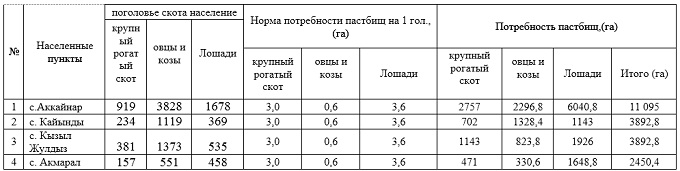 № Населенные пункты поголовье скота население Норма потребности пастбищ на 1 гол., (га) Потребность пастбищ,(га)
крупный рогатый скот овцы и козы Лошади крупный рогатый скот овцы и козы Лошади крупный рогатый скот овцы и козы Лошади Итого (га)
1 с.Аккайнар 919 3828 1678 3,0 0,6 3,6 2757 2296,8 6040,8 11 095
2 с. Кайынды 234 1119 369 3,0 0,6 3,6 702 1328,4 1143 3892,8
3 с. Кызыл Жулдыз 381 1373 535 3,0 0,6 3,6 1143 823,8 1926 3892,8
4 с. Акмарал 157 551 458 3,0 0,6 3,6 471 330,6 1648,8 2450,4